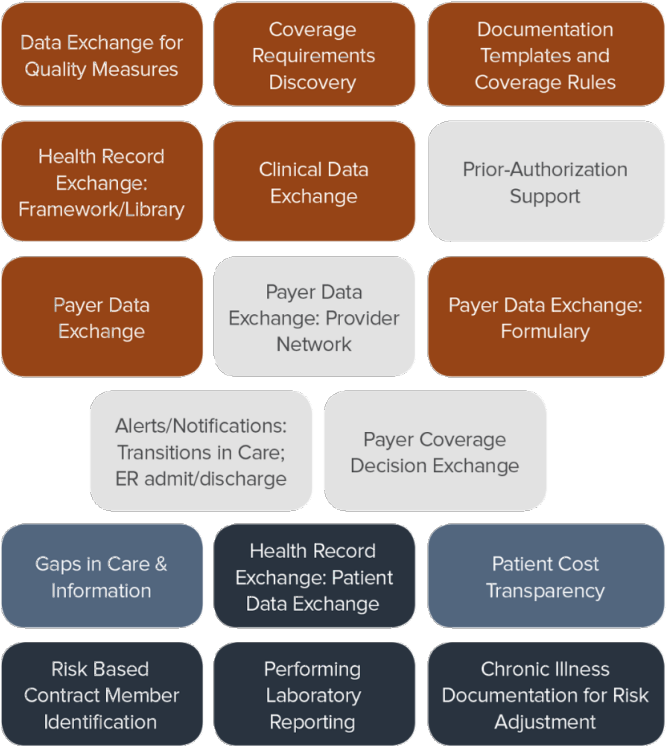 Data Exchange for
Quality Measures
Coverage
Requirements
Discovery
Documentation
Templates and
Coverage Rules
Health Record
Exchange:
Framework/Library
Clinical Data
Exchange
Prior-Authorization
Support
Payer Data
Exchange
Payer Data
Exchange: Provider
Network
Payer Data Exchange:
Formulary
Alerts/Notifications:
Transitions in Care;
ER admit/discharge
Payer Coverage
Decision Exchange
Gaps in Care &
Information
Health Record
Exchange: Patient
Data Exchange
Patient Cost
Transparency
Risk Based
Contract Member
Identification
Performing
Laboratory
Reporting
Chronic Illness
Documentation for Risk
Adjustment